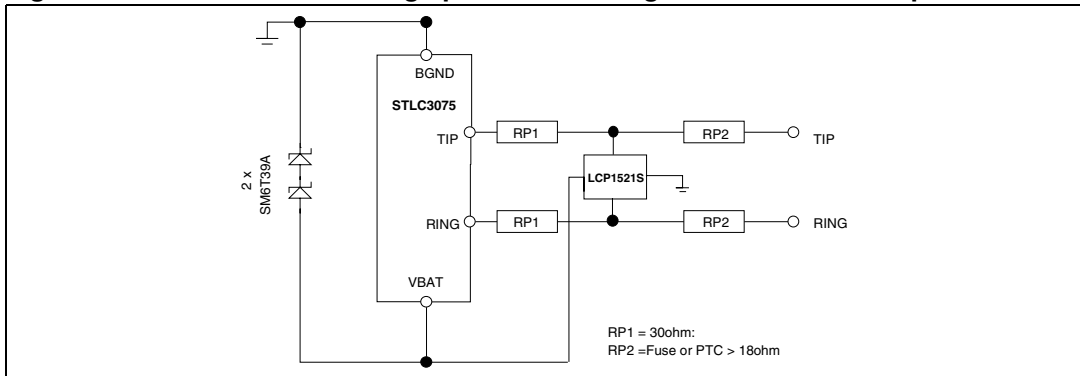 BGND
STLC3075
TIP
RP1
RP2
TIP
LCP1521S
2 x
SM6T39A
RING
RP1
RP2
RING
VBAT
RP1 = 30ohm:
RP2 =Fuse or PTC > 18ohm